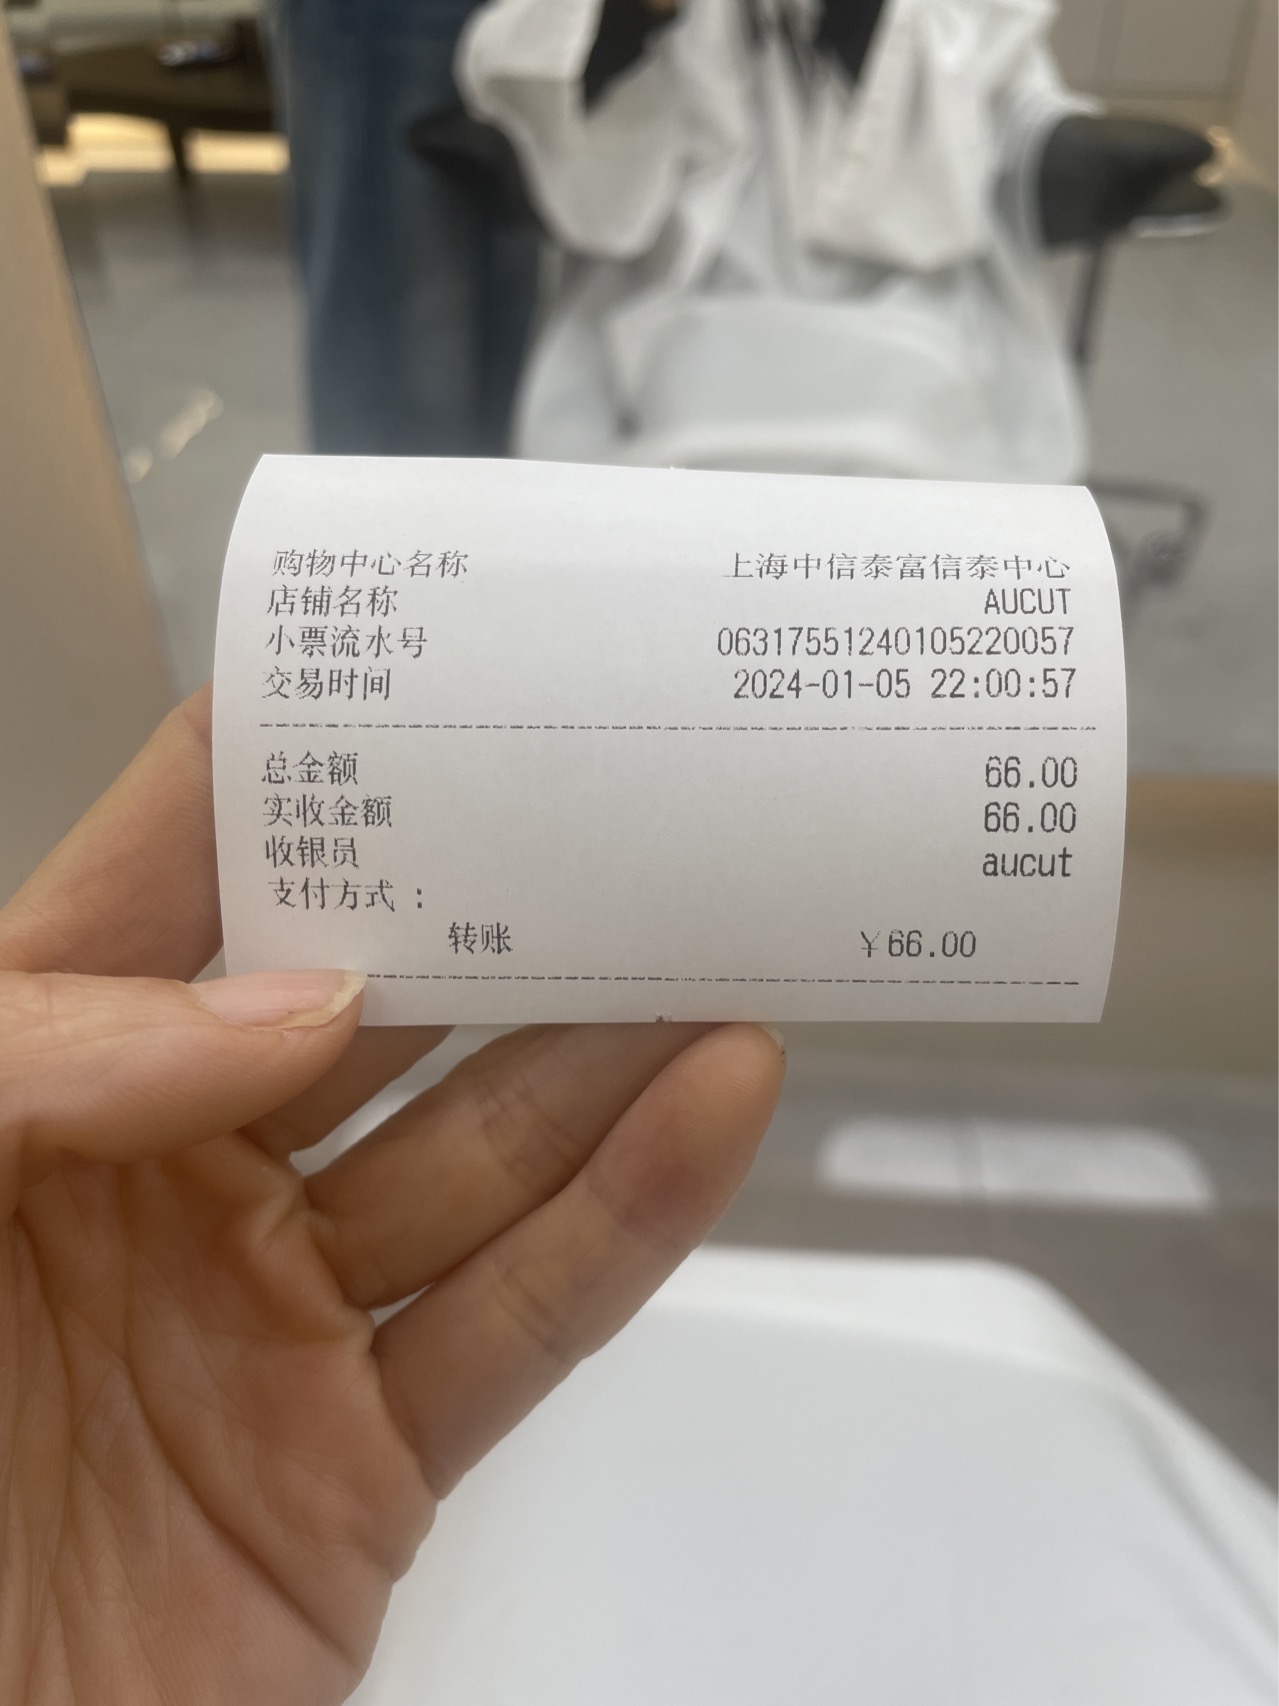 购物中心名称 上海中信泰富信泰中心
店铺名称 AUCUT
小票流水号 06317551240105220057
交易时间 2024-01-05 22:00:57
总金额 66.00
实收金额 66.00
收银员 aucut
支付方式 :
转账 ¥66.00